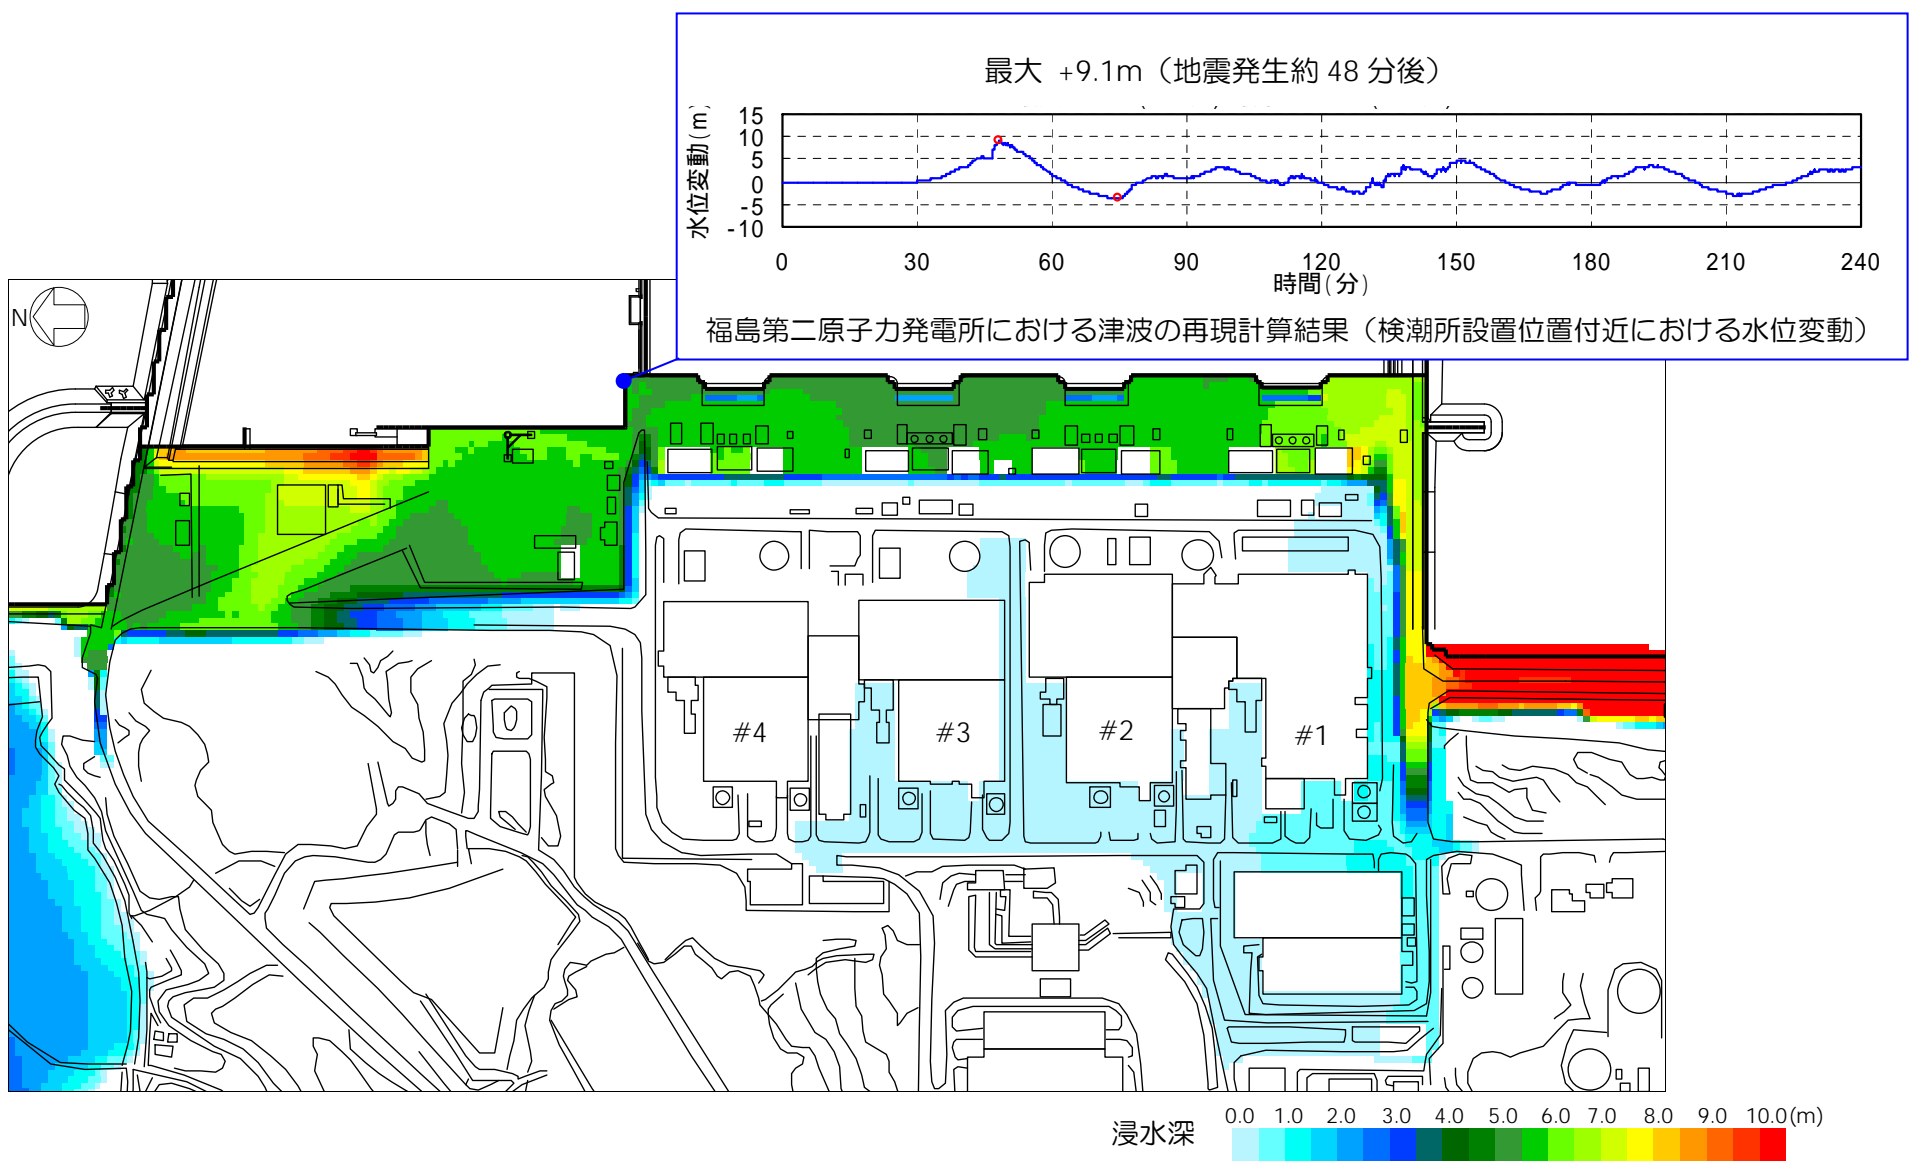 最大 +9.1m（地震発生約 48 分後）
水位変動(m)
15
10
5
0
-5
-10
0 30 60 90 120 150 180 210 240
時間(分)
福島第二原子力発電所における津波の再現計算結果（検潮所設置位置付近における水位変動）
N
#4 #3 #2 #1
浸水深
0.0 1.0 2.0 3.0 4.0 5.0 6.0 7.0 8.0 9.0 10.0(m)